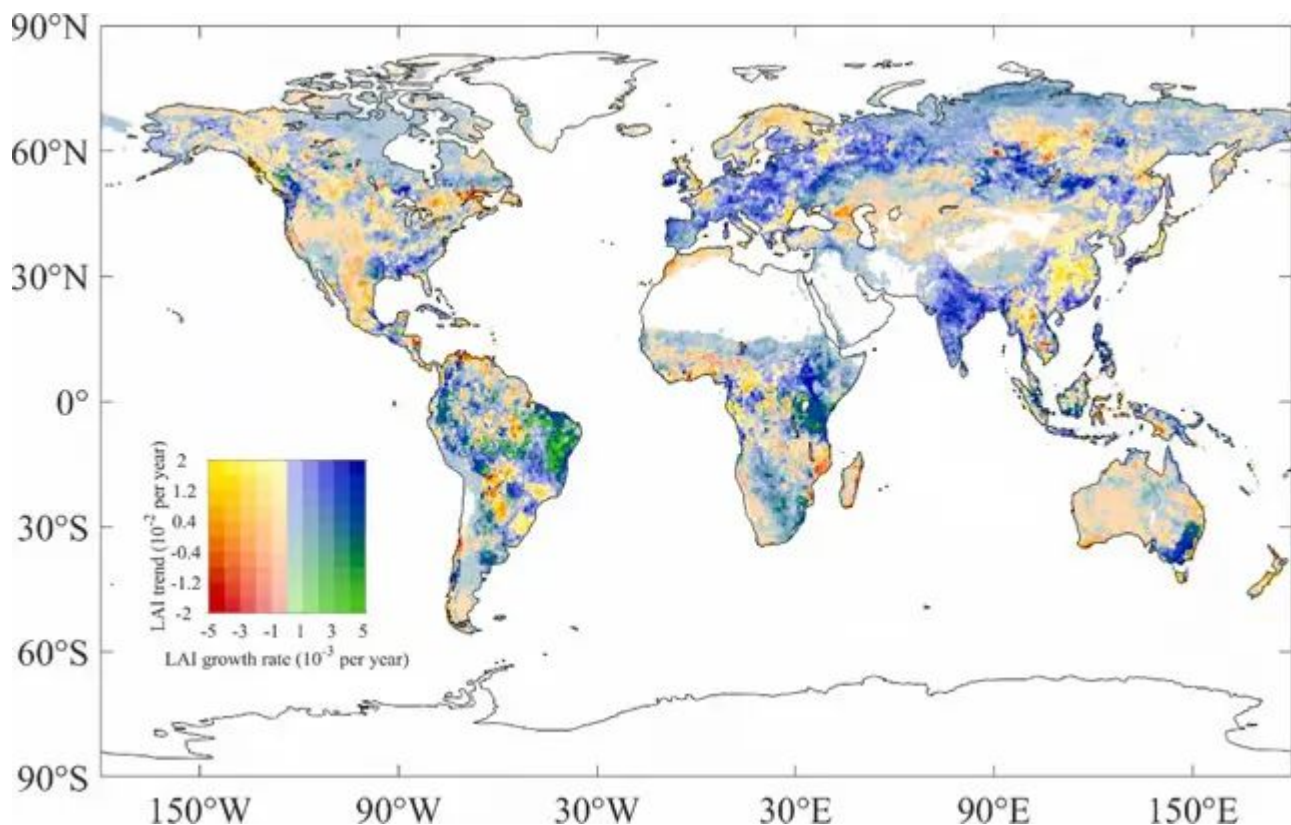 90°N
60°N
30°N
0°
30°S
60°S
90°S
150°W 90°W 30°W 30°E 90°E 150°E
LAI trend (10⁻² per year)
2
1.2
0.4
-0.4
-1.2
-2
-5 -3 -1 1 3 5
LAI growth rate (10⁻³ per year)